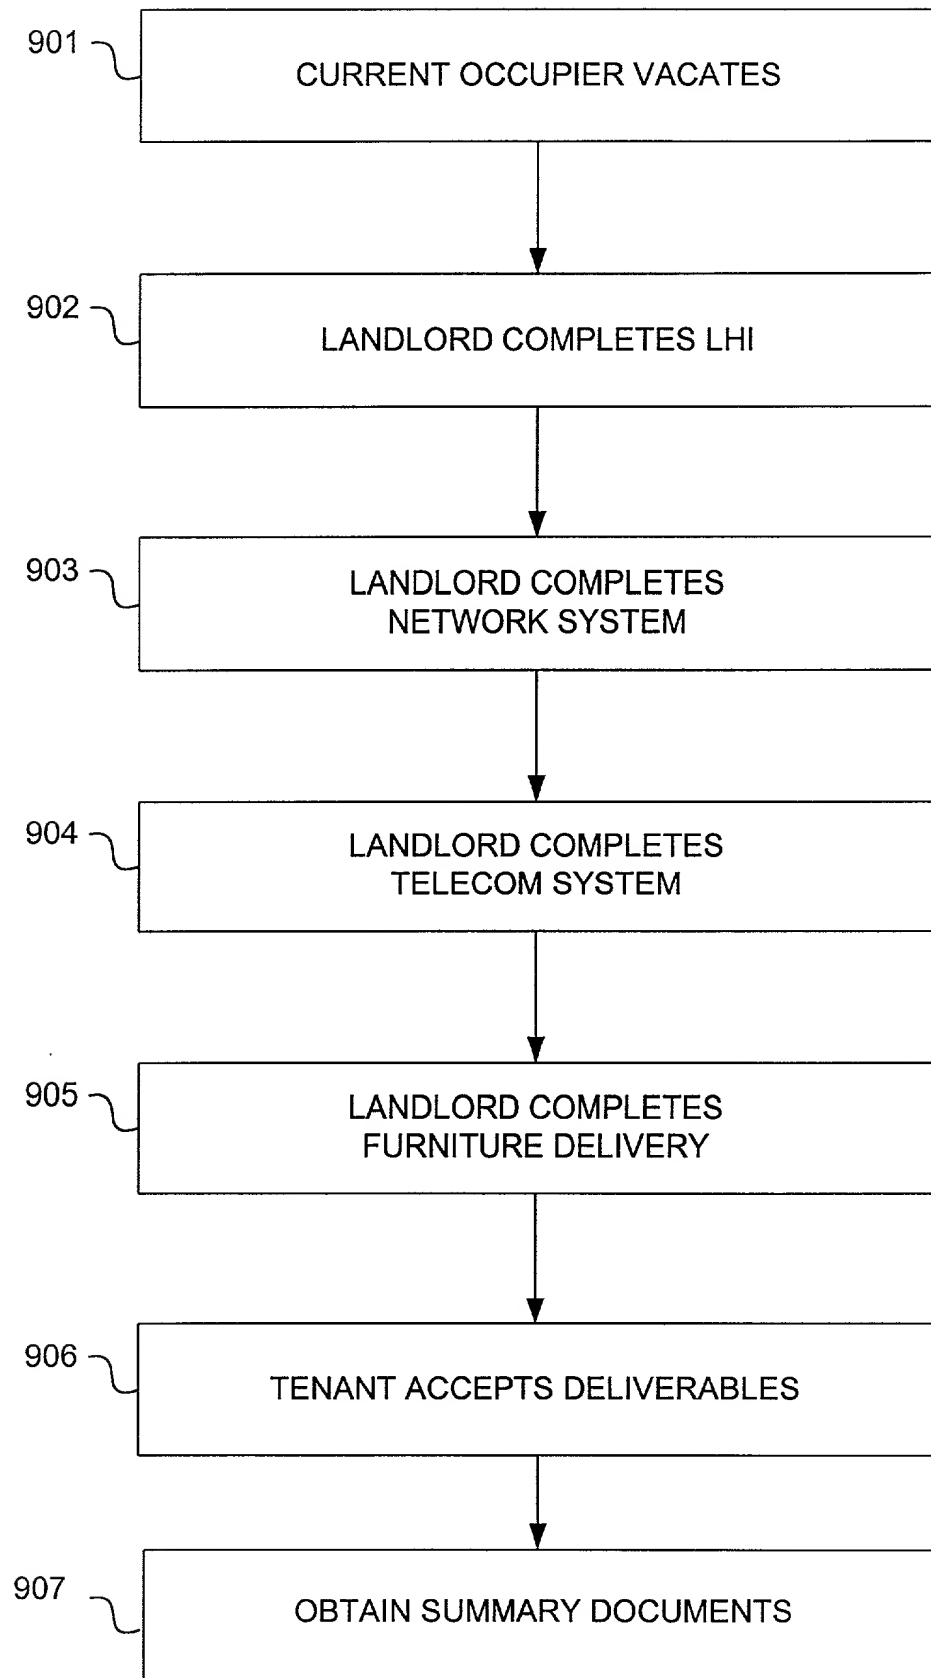 901
CURRENT OCCUPIER VACATES
902
LANDLORD COMPLETES LHI
903
LANDLORD COMPLETES
NETWORK SYSTEM
904
LANDLORD COMPLETES
TELECOM SYSTEM
905
LANDLORD COMPLETES
FURNITURE DELIVERY
906
TENANT ACCEPTS DELIVERABLES
907
OBTAIN SUMMARY DOCUMENTS